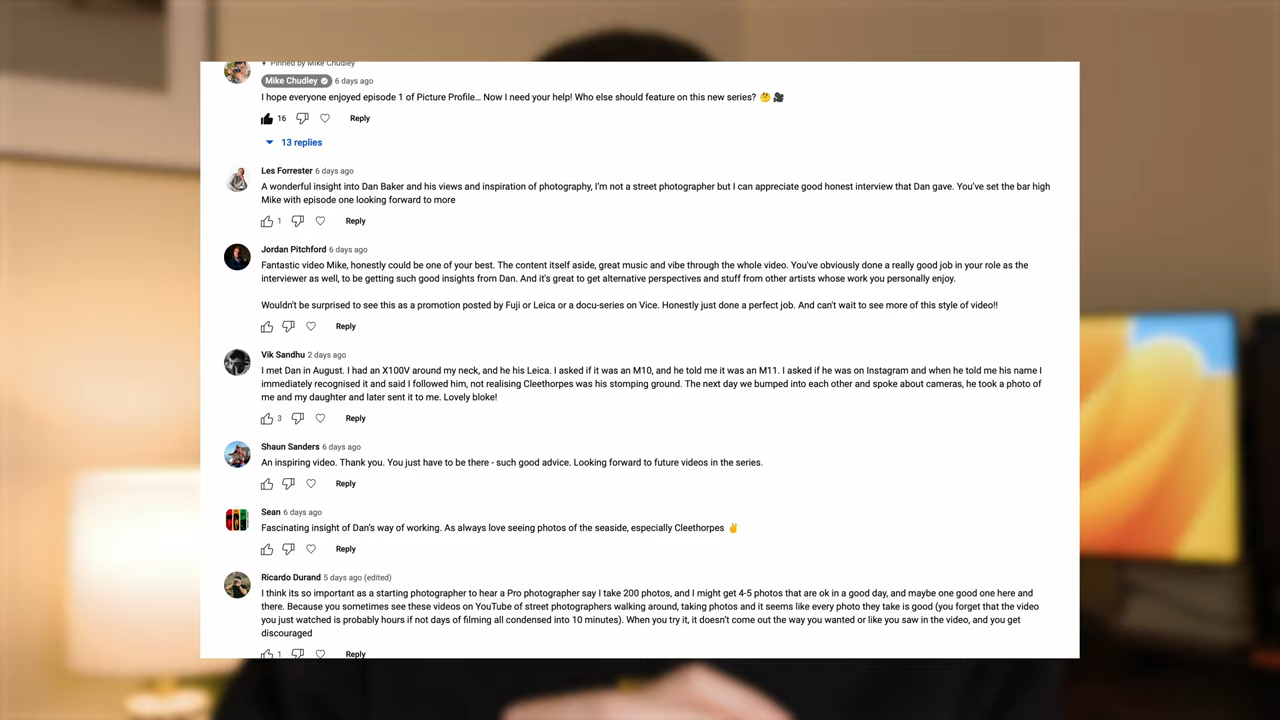 Pinned by Mike Chudley
Mike Chudley 6 days ago
I hope everyone enjoyed episode 1 of Picture Profile... Now I need your help! Who else should feature on this new series? 🤔 🎥
16 Reply
13 replies
Les Forrester 6 days ago
A wonderful insight into Dan Baker and his views and inspiration of photography, I'm not a street photographer but I can appreciate good honest interview that Dan gave. You've set the bar high
Mike with episode one looking forward to more
1 Reply
Jordan Pitchford 6 days ago
Fantastic video Mike, honestly could be one of your best. The content itself aside, great music and vibe through the whole video. You've obviously done a really good job in your role as the
interviewer as well, to be getting such good insights from Dan. And it's great to get alternative perspectives and stuff from other artists whose work you personally enjoy.
Wouldn't be surprised to see this as a promotion posted by Fuji or Leica or a docu-series on Vice. Honestly just done a perfect job. And can't wait to see more of this style of video!!
Reply
Vik Sandhu 2 days ago
I met Dan in August. I had an X100V around my neck, and he his Leica. I asked if it was an M10, and he told me it was an M11. I asked if he was on Instagram and when he told me his name I
immediately recognised it and said I followed him, not realising Cleethorpes was his stomping ground. The next day we bumped into each other and spoke about cameras, he took a photo of
me and my daughter and later sent it to me. Lovely bloke!
3 Reply
Shaun Sanders 6 days ago
An inspiring video. Thank you. You just have to be there - such good advice. Looking forward to future videos in the series.
Reply
Sean 6 days ago
Fascinating insight of Dan's way of working. As always love seeing photos of the seaside, especially Cleethorpes ✌️
Reply
Ricardo Durand 5 days ago (edited)
I think its so important as a starting photographer to hear a Pro photographer say I take 200 photos, and I might get 4-5 photos that are ok in a good day, and maybe one good one here and
there. Because you sometimes see these videos on YouTube of street photographers walking around, taking photos and it seems like every photo they take is good (you forget that the video
you just watched is probably hours if not days of filming all condensed into 10 minutes). When you try it, it doesn't come out the way you wanted or like you saw in the video, and you get
discouraged
1 Reply